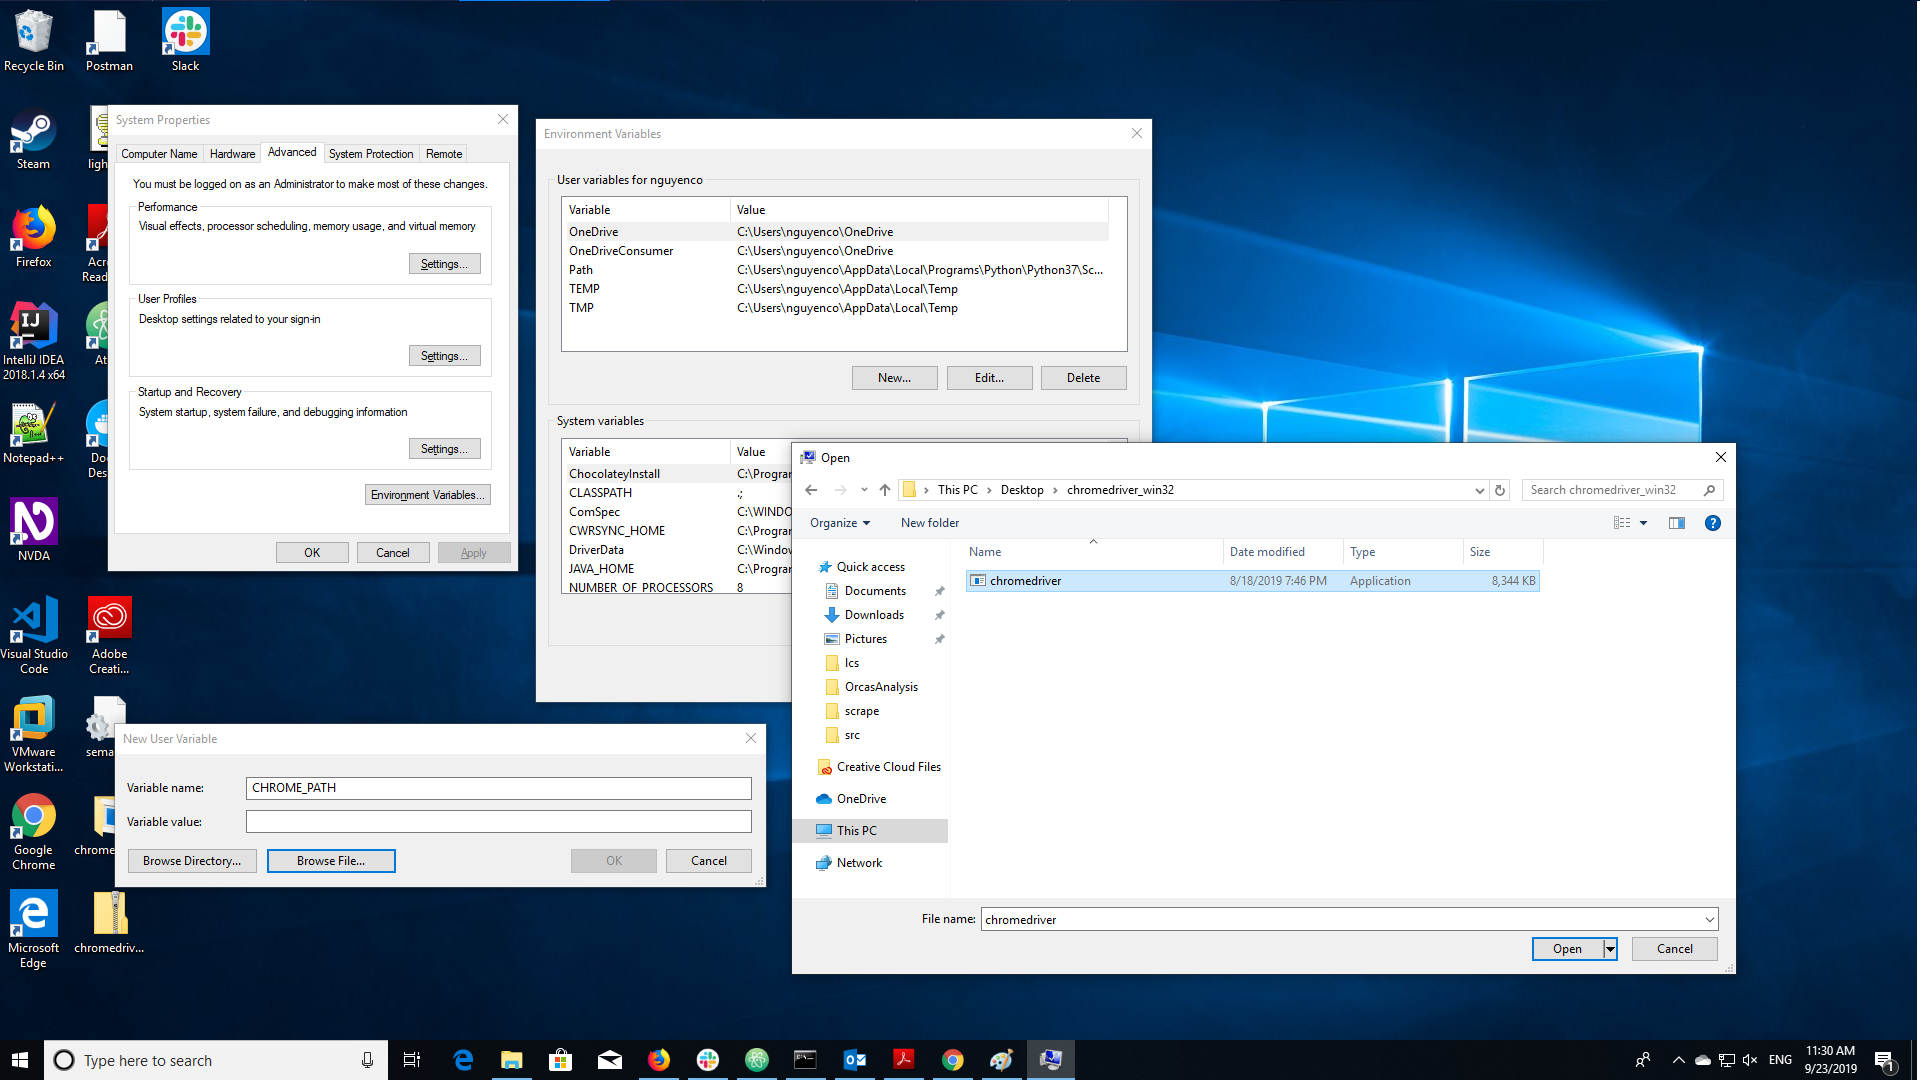 Recycle Bin
Postman
Slack
Steam
ligh
Firefox
Acro
Read...
IntelliJ IDEA
2018.1.4 x64
At
Notepad++
Doc
Des
NVDA
Visual Studio
Code
Adobe
Creati...
VMware
Workstati...
sema
Google
Chrome
chrome
Microsoft
Edge
chromedriv...
System Properties
Computer Name
Hardware
Advanced
System Protection
Remote
You must be logged on as an Administrator to make most of these changes.
Performance
Visual effects, processor scheduling, memory usage, and virtual memory
Settings...
User Profiles
Desktop settings related to your sign-in
Settings...
Startup and Recovery
System startup, system failure, and debugging information
Settings...
Environment Variables...
OK
Cancel
Apply
Environment Variables
User variables for nguyenco
Variable Value
OneDrive C:\Users\nguyenco\OneDrive
OneDriveConsumer C:\Users\nguyenco\OneDrive
Path C:\Users\nguyenco\AppData\Local\Programs\Python\Python37\Sc...
TEMP C:\Users\nguyenco\AppData\Local\Temp
TMP C:\Users\nguyenco\AppData\Local\Temp
New...
Edit...
Delete
System variables
Variable Value
ChocolateyInstall C:\Progran
CLASSPATH .;
ComSpec C:\WINDO
CWRSYNC_HOME C:\Progran
DriverData C:\Window
JAVA_HOME C:\Progran
NUMBER_OF_PROCESSORS 8
New User Variable
Variable name: CHROME_PATH
Variable value:
Browse Directory...
Browse File...
OK
Cancel
Open
This PC > Desktop > chromedriver_win32
Search chromedriver_win32
Organize
New folder
Name Date modified Type Size
chromedriver 8/18/2019 7:46 PM Application 8,344 KB
Quick access
Documents
Downloads
Pictures
lcs
OrcasAnalysis
scrape
src
Creative Cloud Files
OneDrive
This PC
Network
File name: chromedriver
Open
Cancel
Type here to search
ENG
11:30 AM
9/23/2019
1